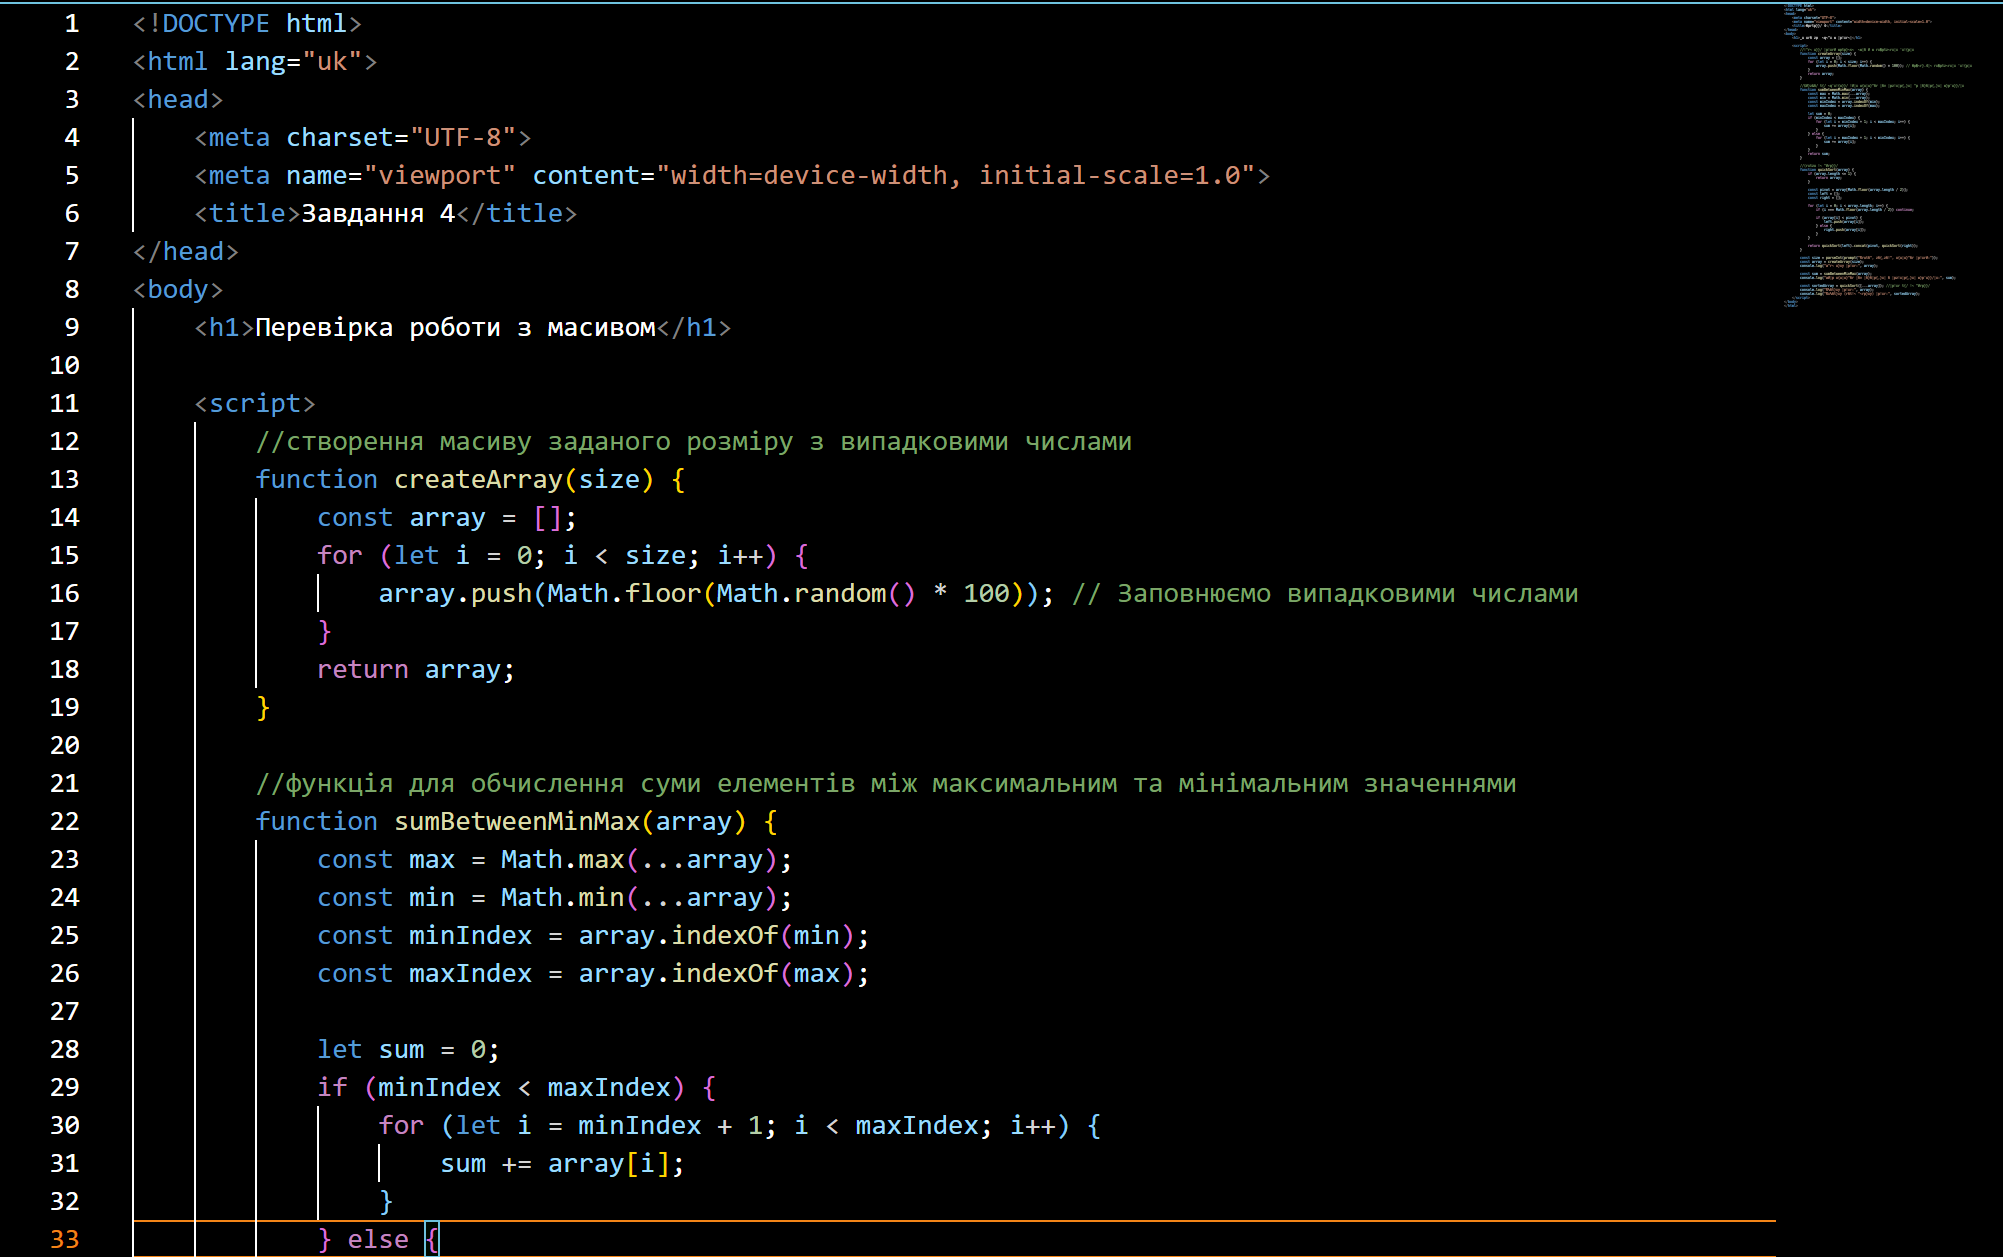 1 <!DOCTYPE html>
2 <html lang="uk">
3 <head>
4 <meta charset="UTF-8">
5 <meta name="viewport" content="width=device-width, initial-scale=1.0">
6 <title>Завдання 4</title>
7 </head>
8 <body>
9 <h1>Перевірка роботи з масивом</h1>
10
11 <script>
12 //створення масиву заданого розміру з випадковими числами
13 function createArray(size) {
14 const array = [];
15 for (let i = 0; i < size; i++) {
16 array.push(Math.floor(Math.random() * 100)); // Заповнюємо випадковими числами
17 }
18 return array;
19 }
20
21 //функція для обчислення суми елементів між максимальним та мінімальним значеннями
22 function sumBetweenMinMax(array) {
23 const max = Math.max(...array);
24 const min = Math.min(...array);
25 const minIndex = array.indexOf(min);
26 const maxIndex = array.indexOf(max);
27
28 let sum = 0;
29 if (minIndex < maxIndex) {
30 for (let i = minIndex + 1; i < maxIndex; i++) {
31 sum += array[i];
32 }
33 } else {